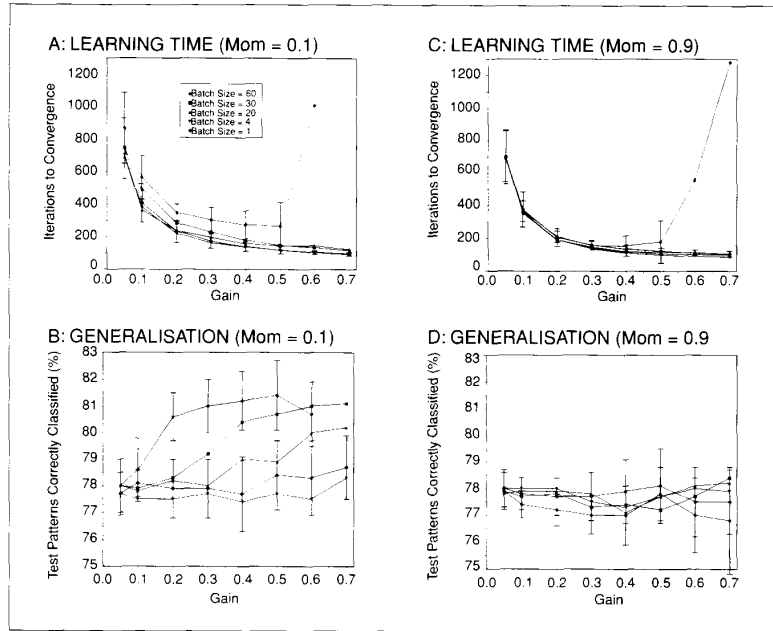 A: LEARNING TIME (Mom = 0.1)
Iterations to Convergence
1200
1000
800
600
400
200
0
Batch Size = 60
Batch Size = 30
Batch Size = 20
Batch Size = 4
Batch Size = 1
0.0 0.1 0.2 0.3 0.4 0.5 0.6 0.7
Gain
C: LEARNING TIME (Mom = 0.9)
Iterations to Convergence
1200
1000
800
600
400
200
0
0.0 0.1 0.2 0.3 0.4 0.5 0.6 0.7
Gain
B: GENERALISATION (Mom = 0.1)
Test Patterns Correctly Classified (%)
83
82
81
80
79
78
77
76
75
0.0 0.1 0.2 0.3 0.4 0.5 0.6 0.7
Gain
D: GENERALISATION (Mom = 0.9
Test Patterns Correctly Classified (%)
83
82
81
80
79
78
77
76
75
0.0 0.1 0.2 0.3 0.4 0.5 0.6 0.7
Gain